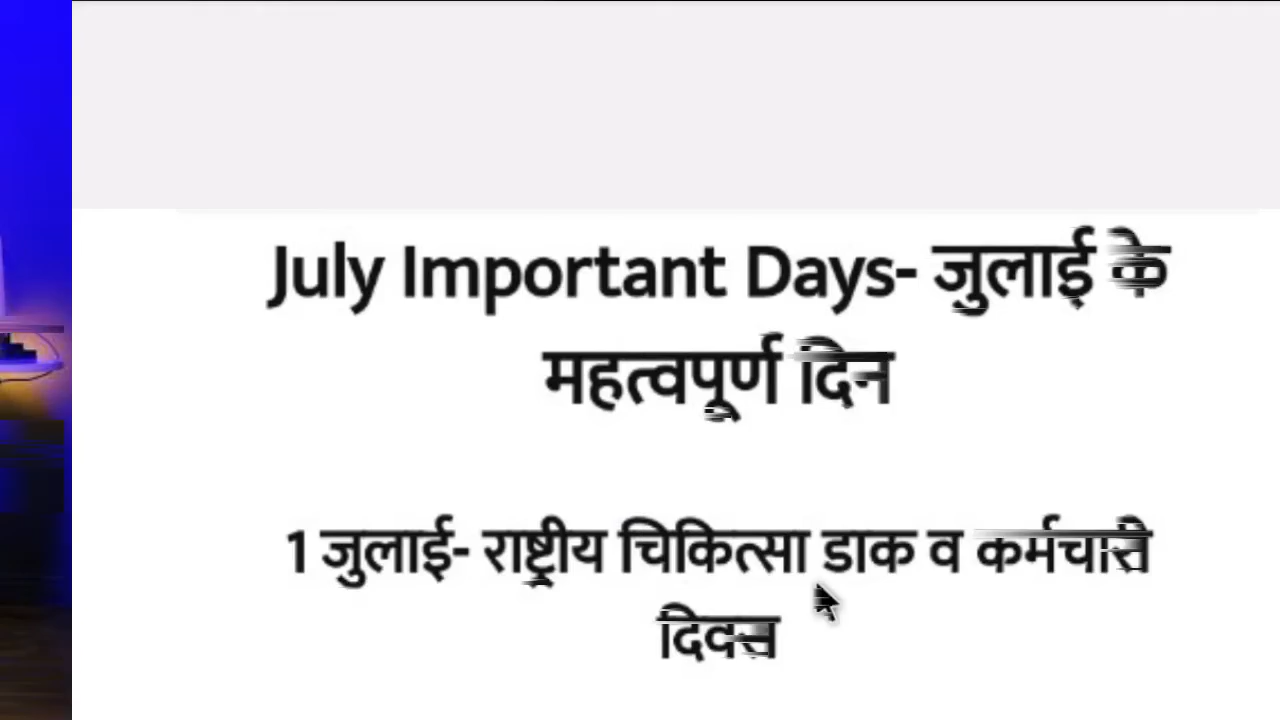 July Important Days- जुलाई के
महत्वपूर्ण दिन
1 जुलाई- राष्ट्रीय चिकित्सा डाक व कर्मचारी
दिवस